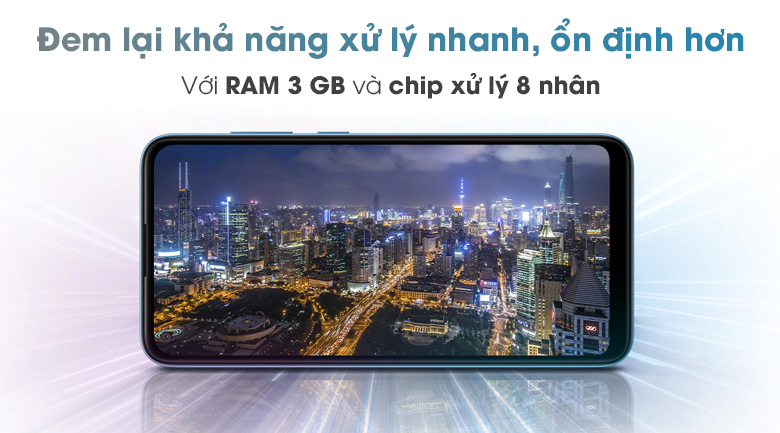 Đem lại khả năng xử lý nhanh, ổn định hơn
Với RAM 3 GB và chip xử lý 8 nhân